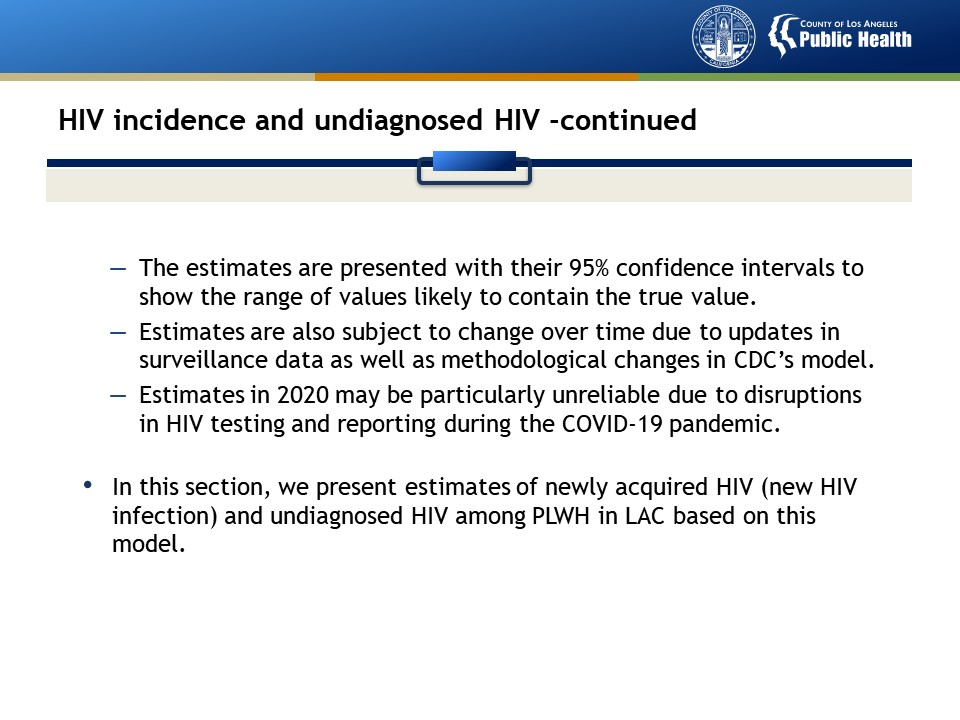 COUNTY OF LOS ANGELES
Public Health
HIV incidence and undiagnosed HIV -continued
— The estimates are presented with their 95% confidence intervals to
show the range of values likely to contain the true value.
— Estimates are also subject to change over time due to updates in
surveillance data as well as methodological changes in CDC’s model.
— Estimates in 2020 may be particularly unreliable due to disruptions
in HIV testing and reporting during the COVID-19 pandemic.
• In this section, we present estimates of newly acquired HIV (new HIV
infection) and undiagnosed HIV among PLWH in LAC based on this
model.